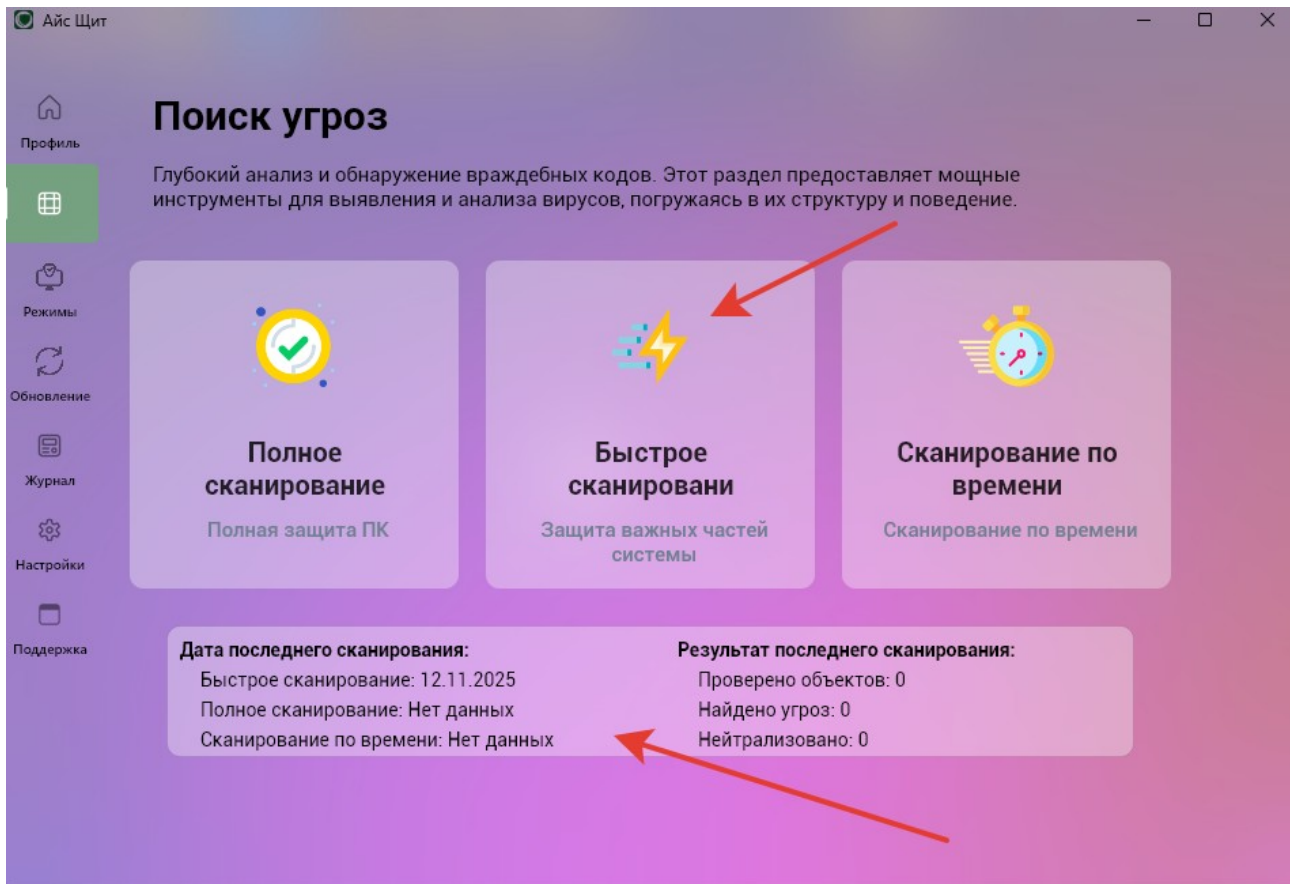 Айс Щит
Поиск угроз
Глубокий анализ и обнаружение враждебных кодов. Этот раздел предоставляет мощные
инструменты для выявления и анализа вирусов, погружаясь в их структуру и поведение.
Профиль
Режимы
Обновление
Журнал
Настройки
Поддержка
Полное
сканирование
Полная защита ПК
Быстрое
сканировани
Защита важных частей
системы
Сканирование по
времени
Сканирование по времени
Дата последнего сканирования:
Быстрое сканирование: 12.11.2025
Полное сканирование: Нет данных
Сканирование по времени: Нет данных
Результат последнего сканирования:
Проверено объектов: 0
Найдено угроз: 0
Нейтрализовано: 0